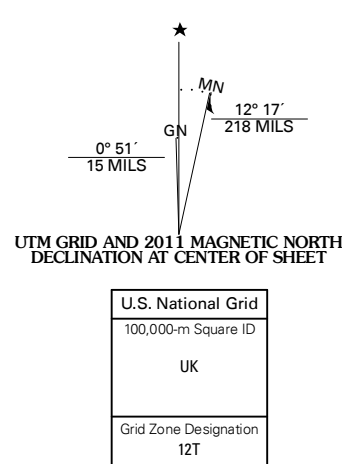 MN
GN
12° 17´
218 MILS
0° 51´
15 MILS
UTM GRID AND 2011 MAGNETIC NORTH
DECLINATION AT CENTER OF SHEET
U.S. National Grid
100,000-m Square ID
UK
Grid Zone Designation
12T